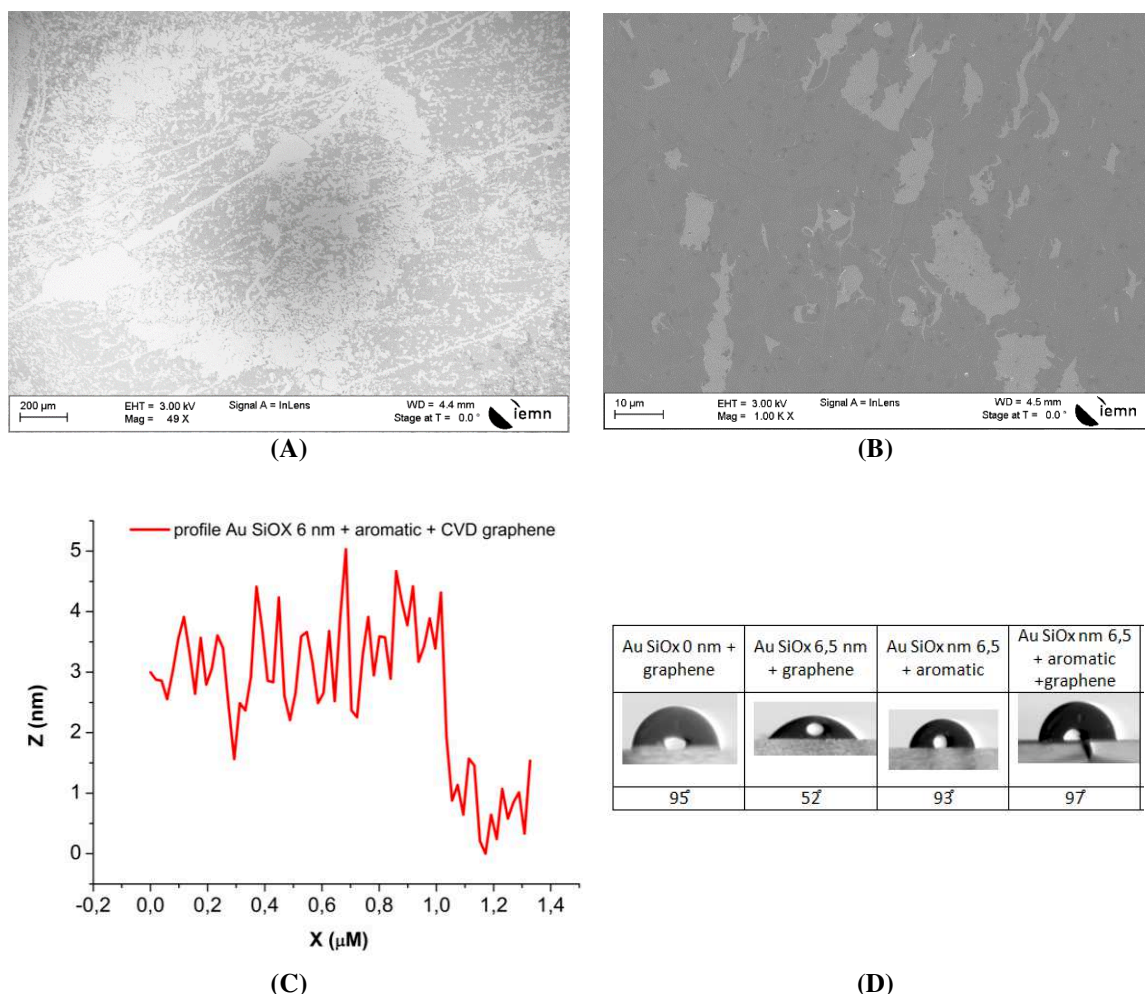 200 µm
EHT = 3.00 kV
Mag = 49 X
Signal A = InLens
WD = 4.4 mm
Stage at T = 0.0 °
iemn
(A)
10 µm
EHT = 3.00 kV
Mag = 1.00 K X
Signal A = InLens
WD = 4.5 mm
Stage at T = 0.0 °
iemn
(B)
profile Au SiOX 6 nm + aromatic + CVD graphene
Z (nm)
5
4
3
2
1
0
-0,2
0,0
0,2
0,4
0,6
0,8
1,0
1,2
1,4
X (µM)
(C)
Au SiOx 0 nm +
graphene
Au SiOx 6,5 nm
+ graphene
Au SiOx nm 6,5
+ aromatic
Au SiOx nm 6,5
+ aromatic
+graphene
95°
52°
93°
97°
(D)